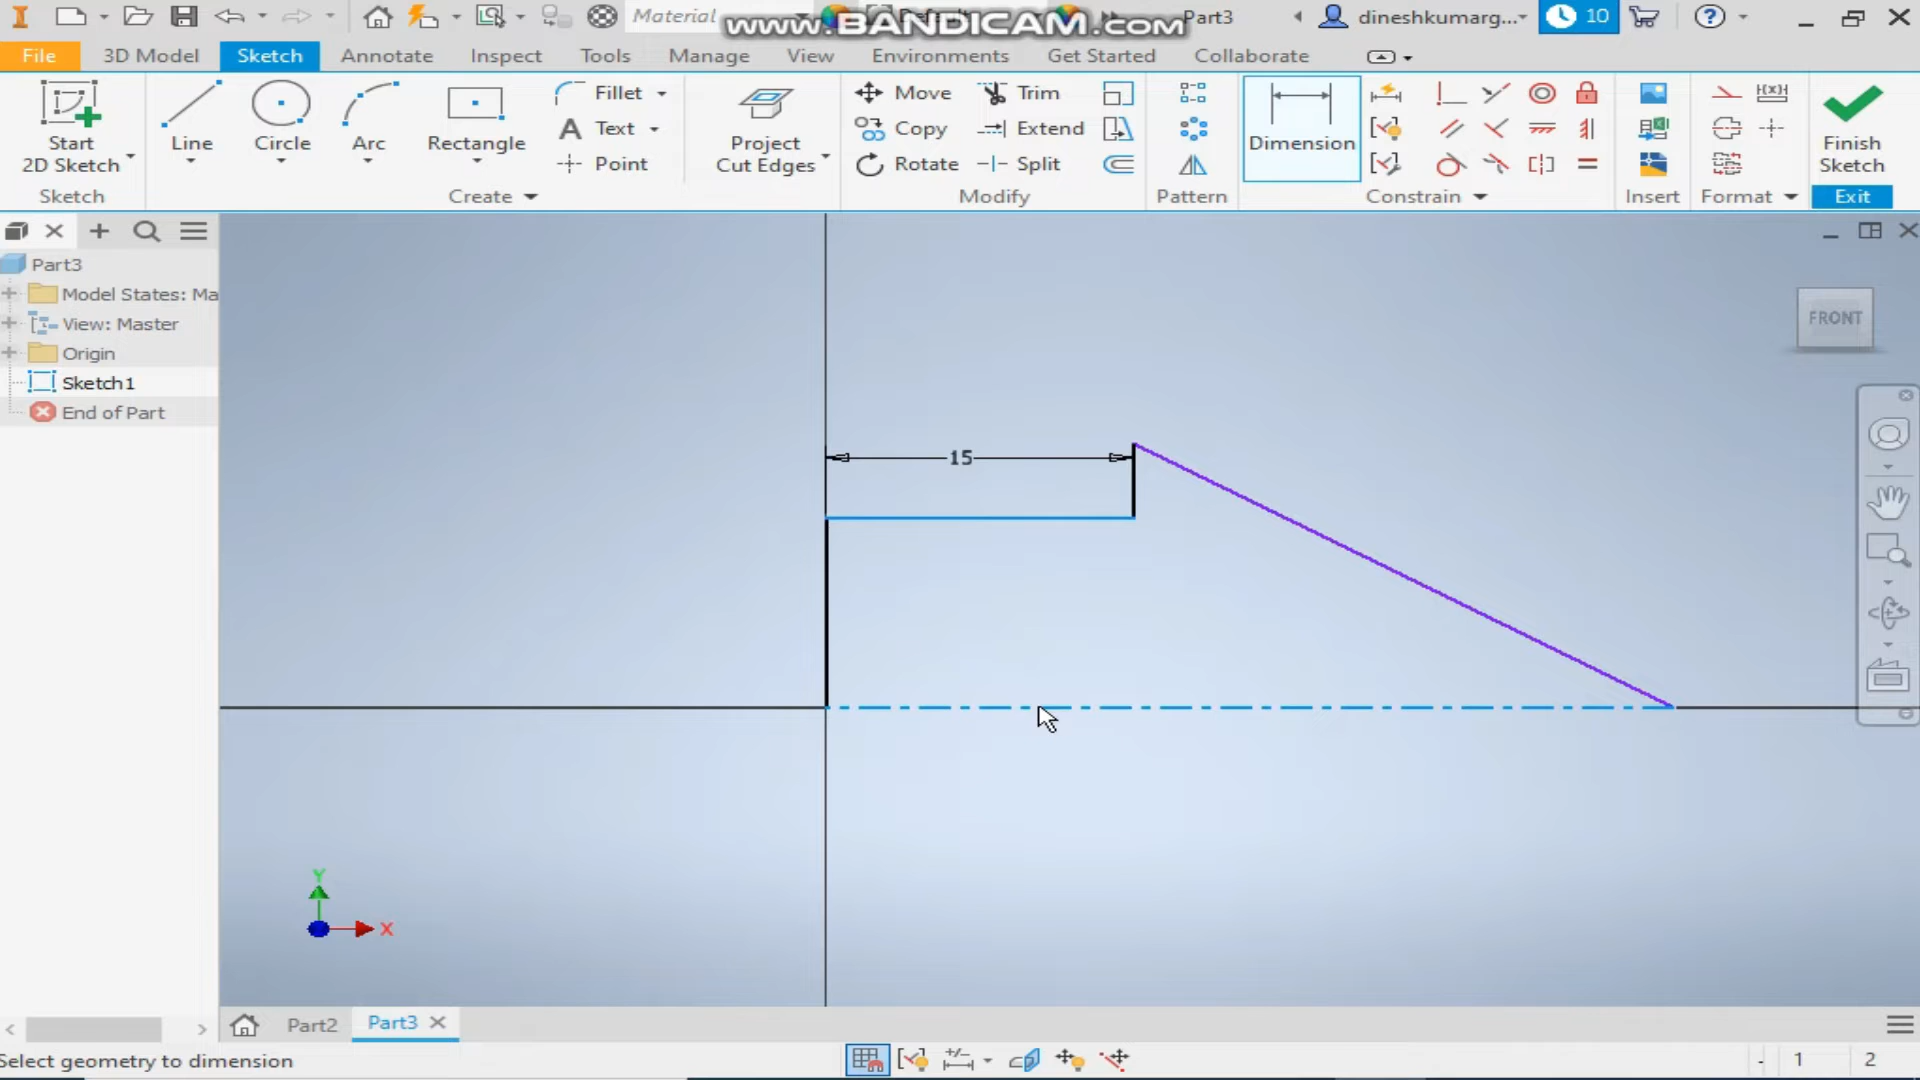 Material
Default
www.BANDICAM.com
Part3
dineshkumarg...
10
File
3D Model
Sketch
Annotate
Inspect
Tools
Manage
View
Environments
Get Started
Collaborate
Start
2D Sketch
Line
Circle
Arc
Rectangle
Fillet
Text
Point
Project
Cut Edges
Move
Copy
Rotate
Trim
Extend
Split
Dimension
Finish
Sketch
Sketch
Create
Modify
Pattern
Constrain
Insert
Format
Exit
Part3
Model States: Ma
View: Master
Origin
Sketch1
End of Part
FRONT
15
Y
X
Part2
Part3
Select geometry to dimension
1
2